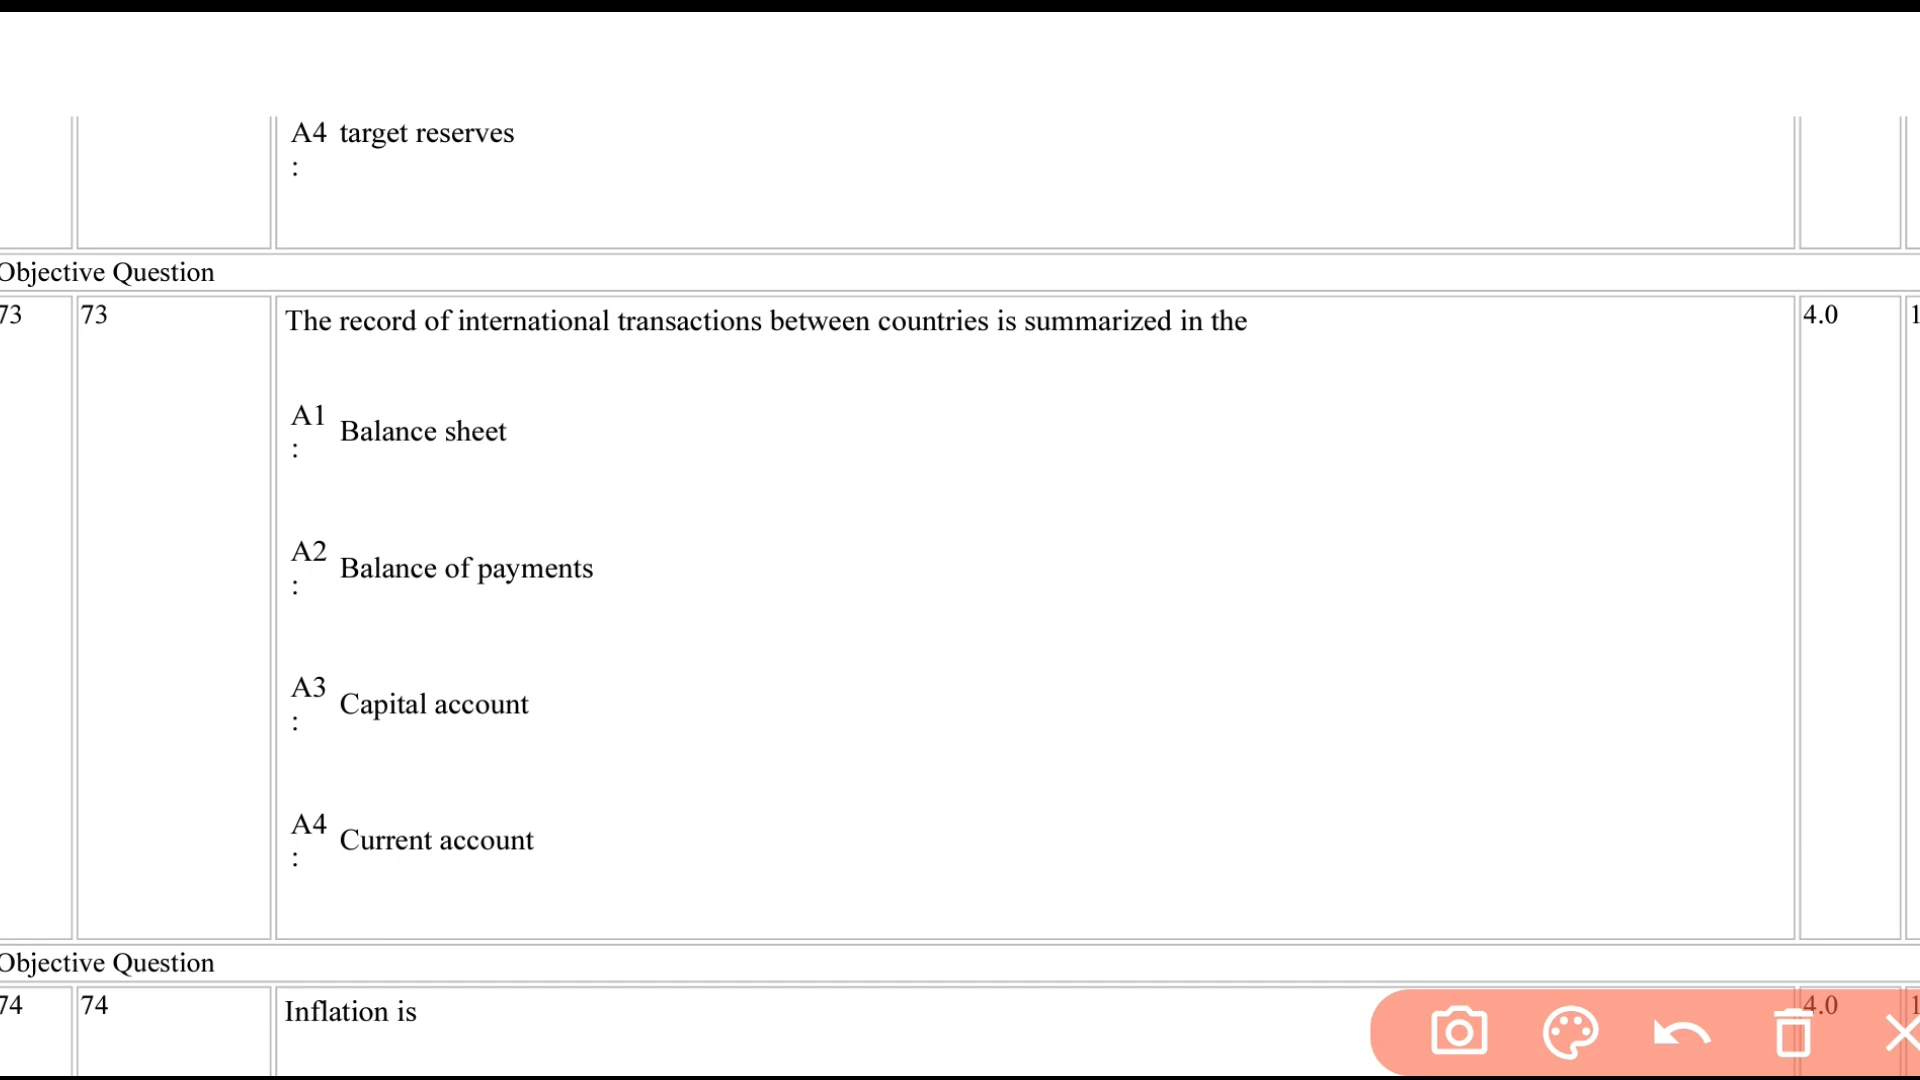 A4 target reserves
:
Objective Question
73 73 The record of international transactions between countries is summarized in the 4.0 1
A1
: Balance sheet
A2
: Balance of payments
A3
: Capital account
A4
: Current account
Objective Question
74 74 Inflation is 4.0 1